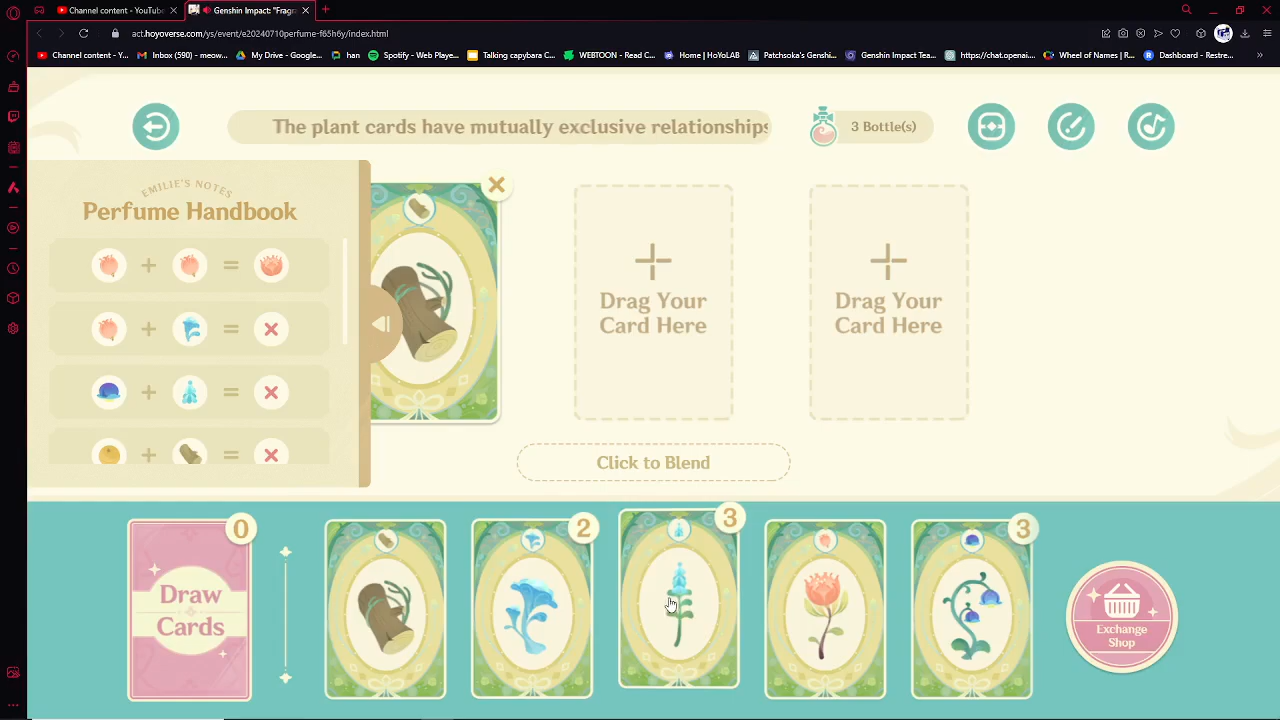 Channel content - YouTube
Genshin Impact: "Fragra
act.hoyoverse.com/ys/event/e20240710perfume-f65h6y/index.html
Channel content - Y...
Inbox (590) - meow...
My Drive - Google...
han
Spotify - Web Playe...
Talking capybara C...
WEBTOON - Read C...
Home | HoYoLAB
Patchoska's Genshi...
Genshin Impact Tea...
https://chat.openai...
Wheel of Names | R...
Dashboard - Restre...
The plant cards have mutually exclusive relationships
3 Bottle(s)
EMILIE'S NOTES
Perfume Handbook
+ =
+ =
+ =
+ =
Drag Your
Card Here
Drag Your
Card Here
Click to Blend
0
Draw
Cards
2
3
3
Exchange
Shop